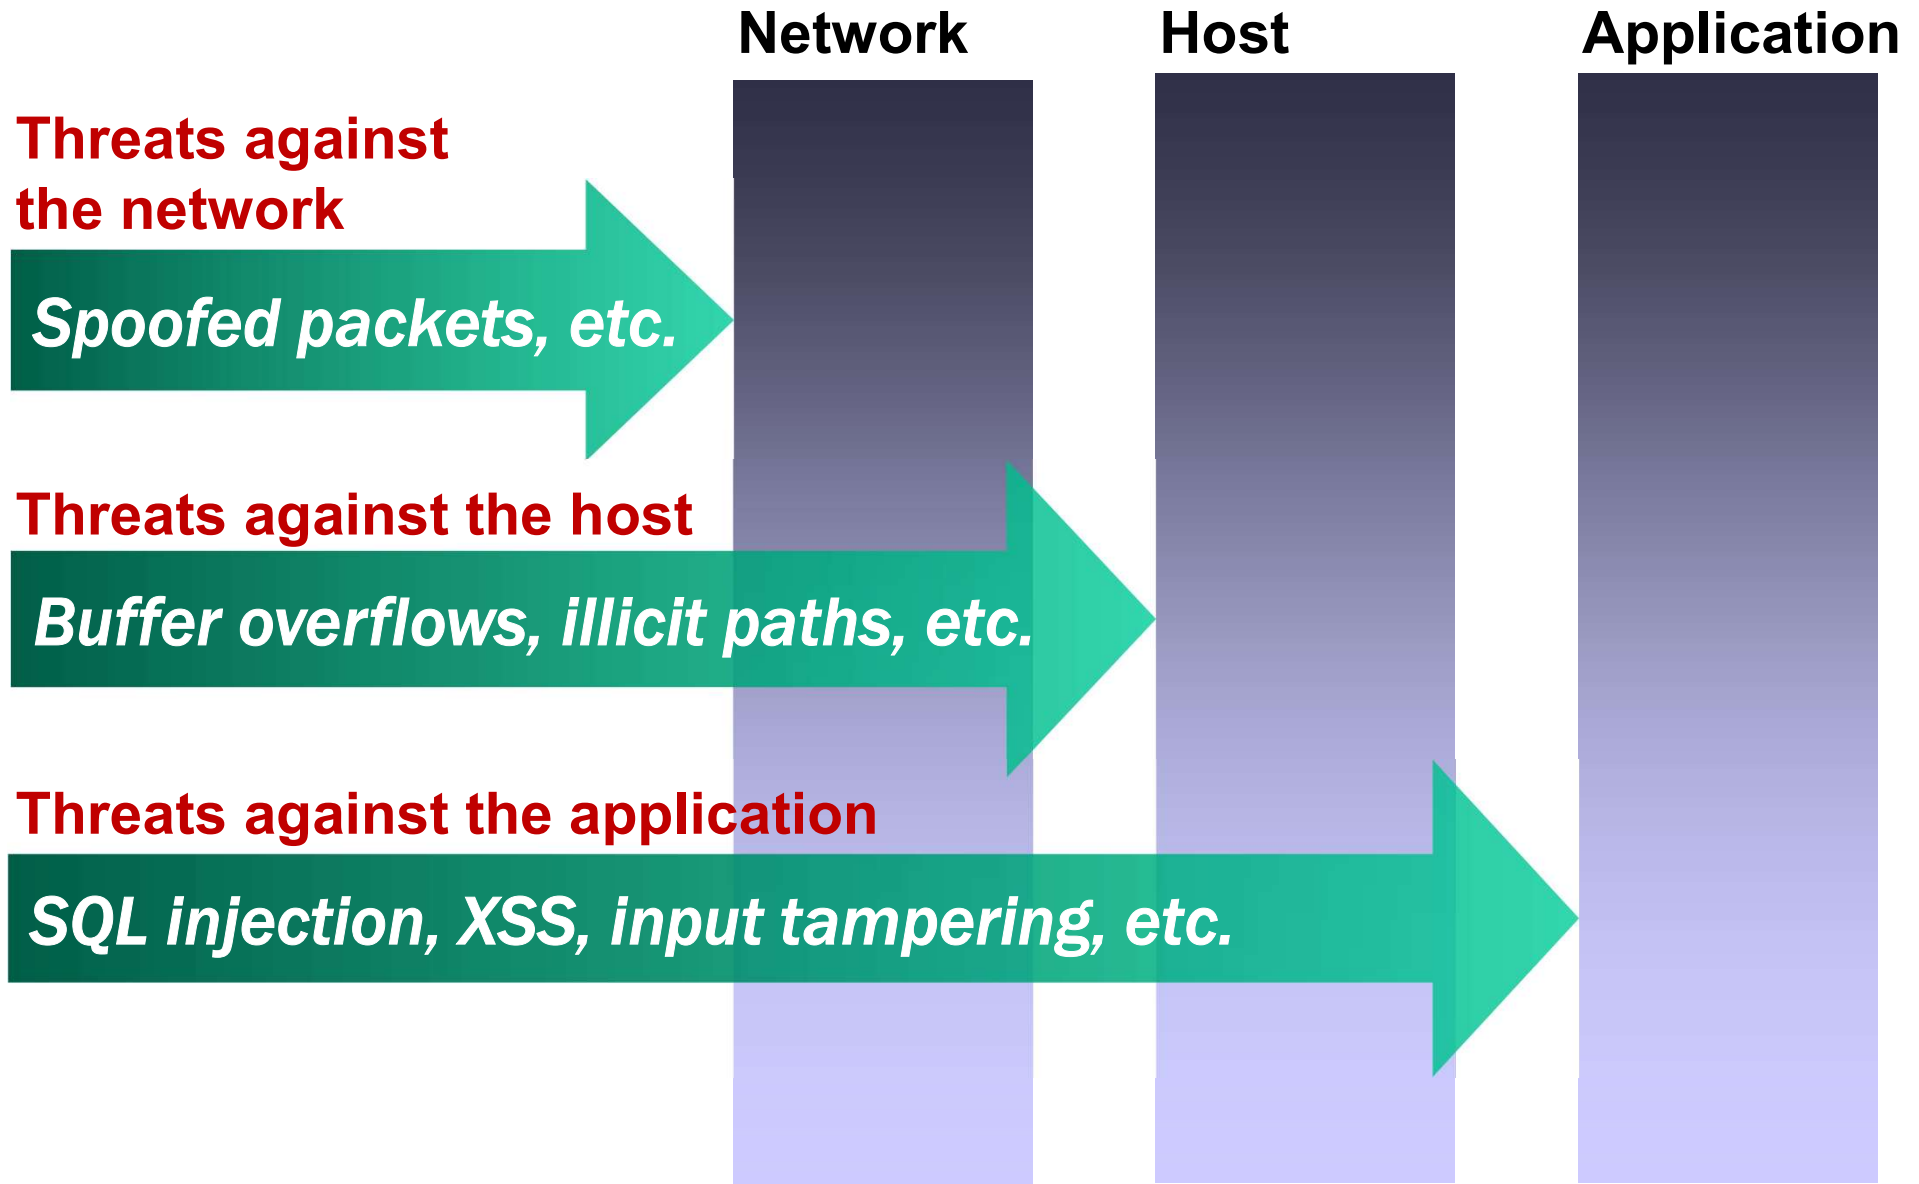 Network Host Application
Threats against
the network
Spoofed packets, etc.
Threats against the host
Buffer overflows, illicit paths, etc.
Threats against the application
SQL injection, XSS, input tampering, etc.